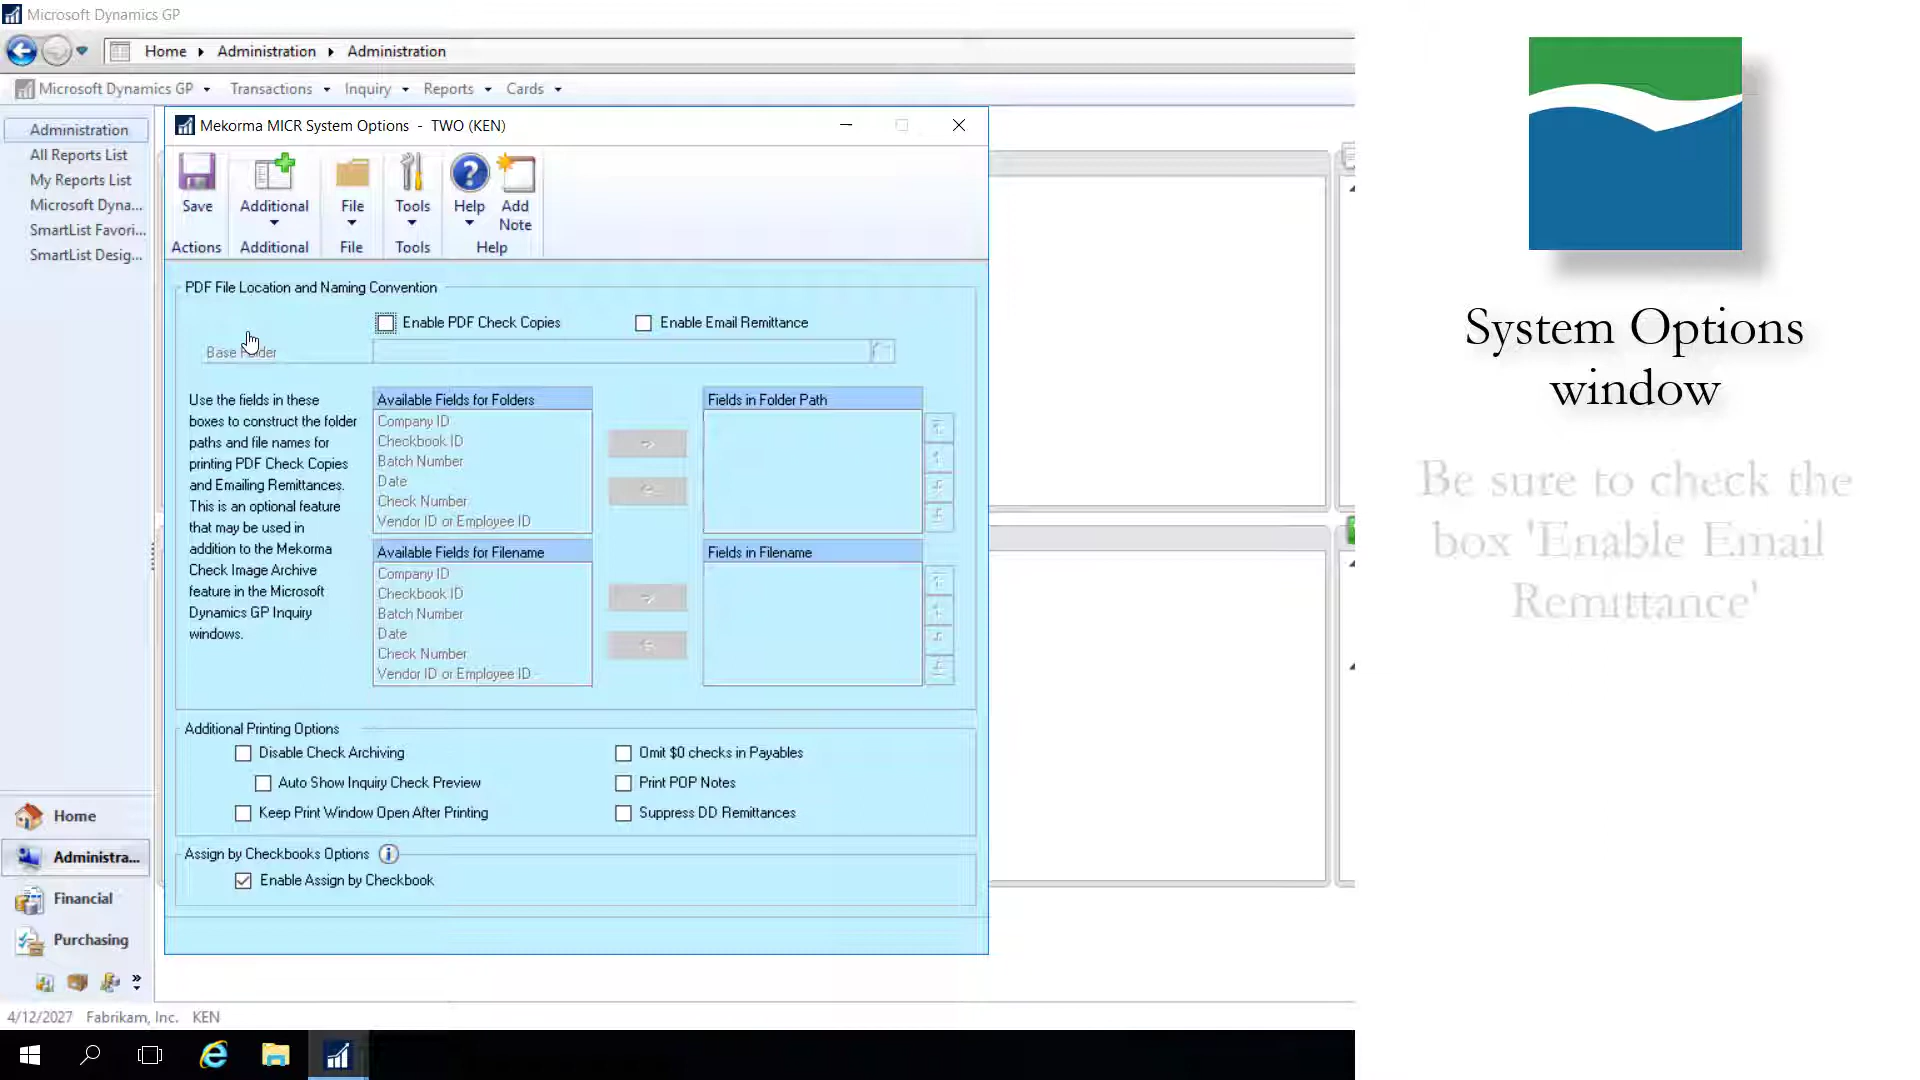 Microsoft Dynamics GP
Home Administration Administration
Microsoft Dynamics GP Transactions Inquiry Reports Cards
Administration
All Reports List
My Reports List
Microsoft Dyna...
SmartList Favori...
SmartList Desig...
Mekorma MICR System Options - TWO (KEN)
Save Additional File Tools Help Add Note
Actions Additional File Tools Help
PDF File Location and Naming Convention
Enable PDF Check Copies Enable Email Remittance
Base Folder
Use the fields in these
boxes to construct the folder
paths and file names for
printing PDF Check Copies
and Emailing Remittances.
This is an optional feature
that may be used in
addition to the Mekorma
Check Image Archive
feature in the Microsoft
Dynamics GP Inquiry
windows.
Available Fields for Folders
Company ID
Checkbook ID
Batch Number
Date
Check Number
Vendor ID or Employee ID
Fields in Folder Path
Available Fields for Filename
Company ID
Checkbook ID
Batch Number
Date
Check Number
Vendor ID or Employee ID
Fields in Filename
Additional Printing Options
Disable Check Archiving Omit $0 checks in Payables
Auto Show Inquiry Check Preview Print POP Notes
Keep Print Window Open After Printing Suppress DD Remittances
Assign by Checkbooks Options
Enable Assign by Checkbook
Home
Administra...
Financial
Purchasing
4/12/2027 Fabrikam, Inc. KEN
System Options
window
Be sure to check the
box 'Enable Email
Remittance'